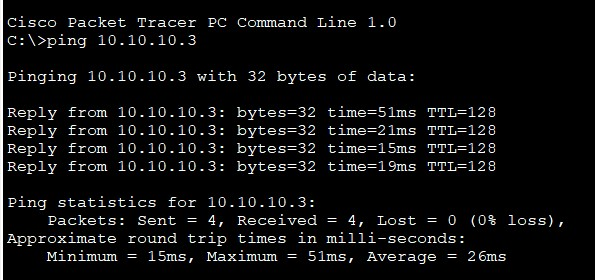 Cisco Packet Tracer PC Command Line 1.0
C:\>ping 10.10.10.3
Pinging 10.10.10.3 with 32 bytes of data:
Reply from 10.10.10.3: bytes=32 time=51ms TTL=128
Reply from 10.10.10.3: bytes=32 time=21ms TTL=128
Reply from 10.10.10.3: bytes=32 time=15ms TTL=128
Reply from 10.10.10.3: bytes=32 time=19ms TTL=128
Ping statistics for 10.10.10.3:
    Packets: Sent = 4, Received = 4, Lost = 0 (0% loss),
Approximate round trip times in milli-seconds:
    Minimum = 15ms, Maximum = 51ms, Average = 26ms